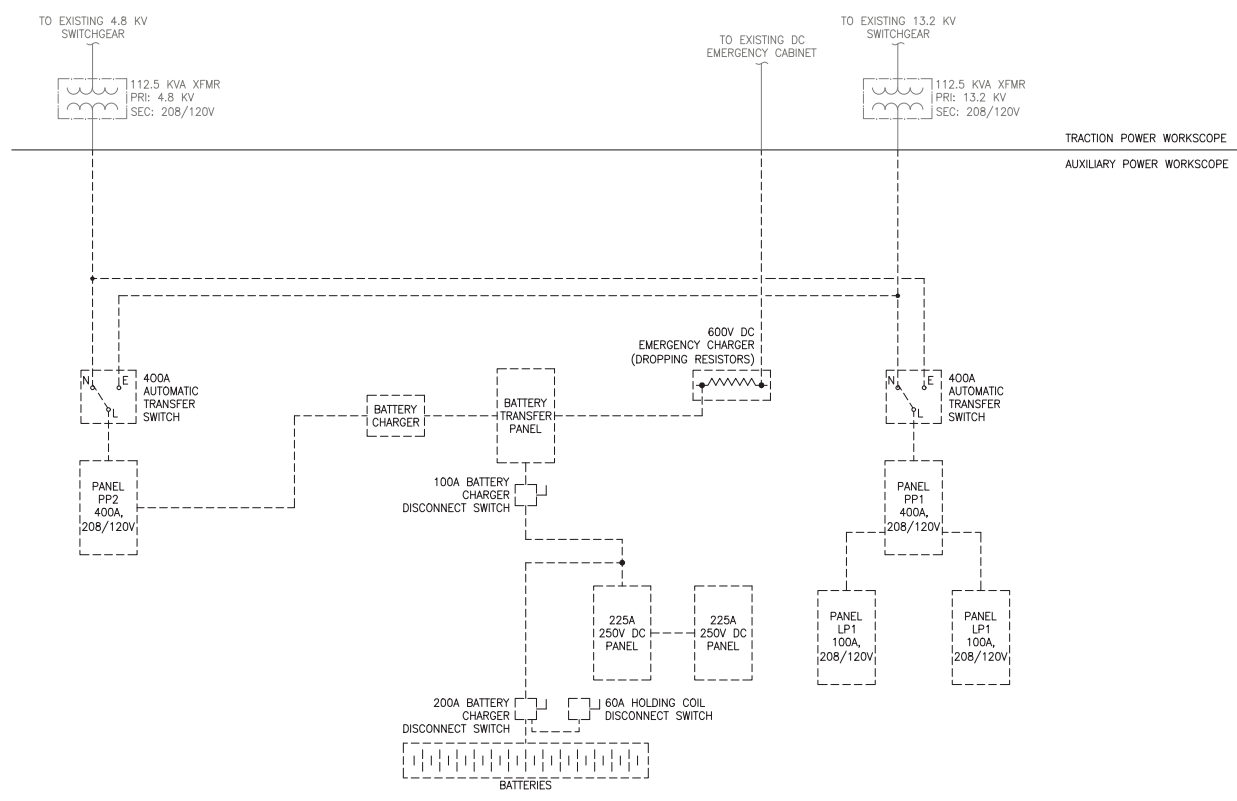 TO EXISTING 4.8 KV
SWITCHGEAR
112.5 KVA XFMR
PRI: 4.8 KV
SEC: 208/120V
TO EXISTING DC
EMERGENCY CABINET
TO EXISTING 13.2 KV
SWITCHGEAR
112.5 KVA XFMR
PRI: 13.2 KV
SEC: 208/120V
TRACTION POWER WORKSCOPE
AUXILIARY POWER WORKSCOPE
600V DC
EMERGENCY CHARGER
(DROPPING RESISTORS)
N
E
L
400A
AUTOMATIC
TRANSFER
SWITCH
BATTERY
CHARGER
BATTERY
TRANSFER
PANEL
N
E
L
400A
AUTOMATIC
TRANSFER
SWITCH
PANEL
PP2
400A,
208/120V
100A BATTERY
CHARGER
DISCONNECT SWITCH
PANEL
PP1
400A,
208/120V
225A
250V DC
PANEL
225A
250V DC
PANEL
PANEL
LP1
100A,
208/120V
PANEL
LP1
100A,
208/120V
200A BATTERY
CHARGER
DISCONNECT SWITCH
60A HOLDING COIL
DISCONNECT SWITCH
BATTERIES